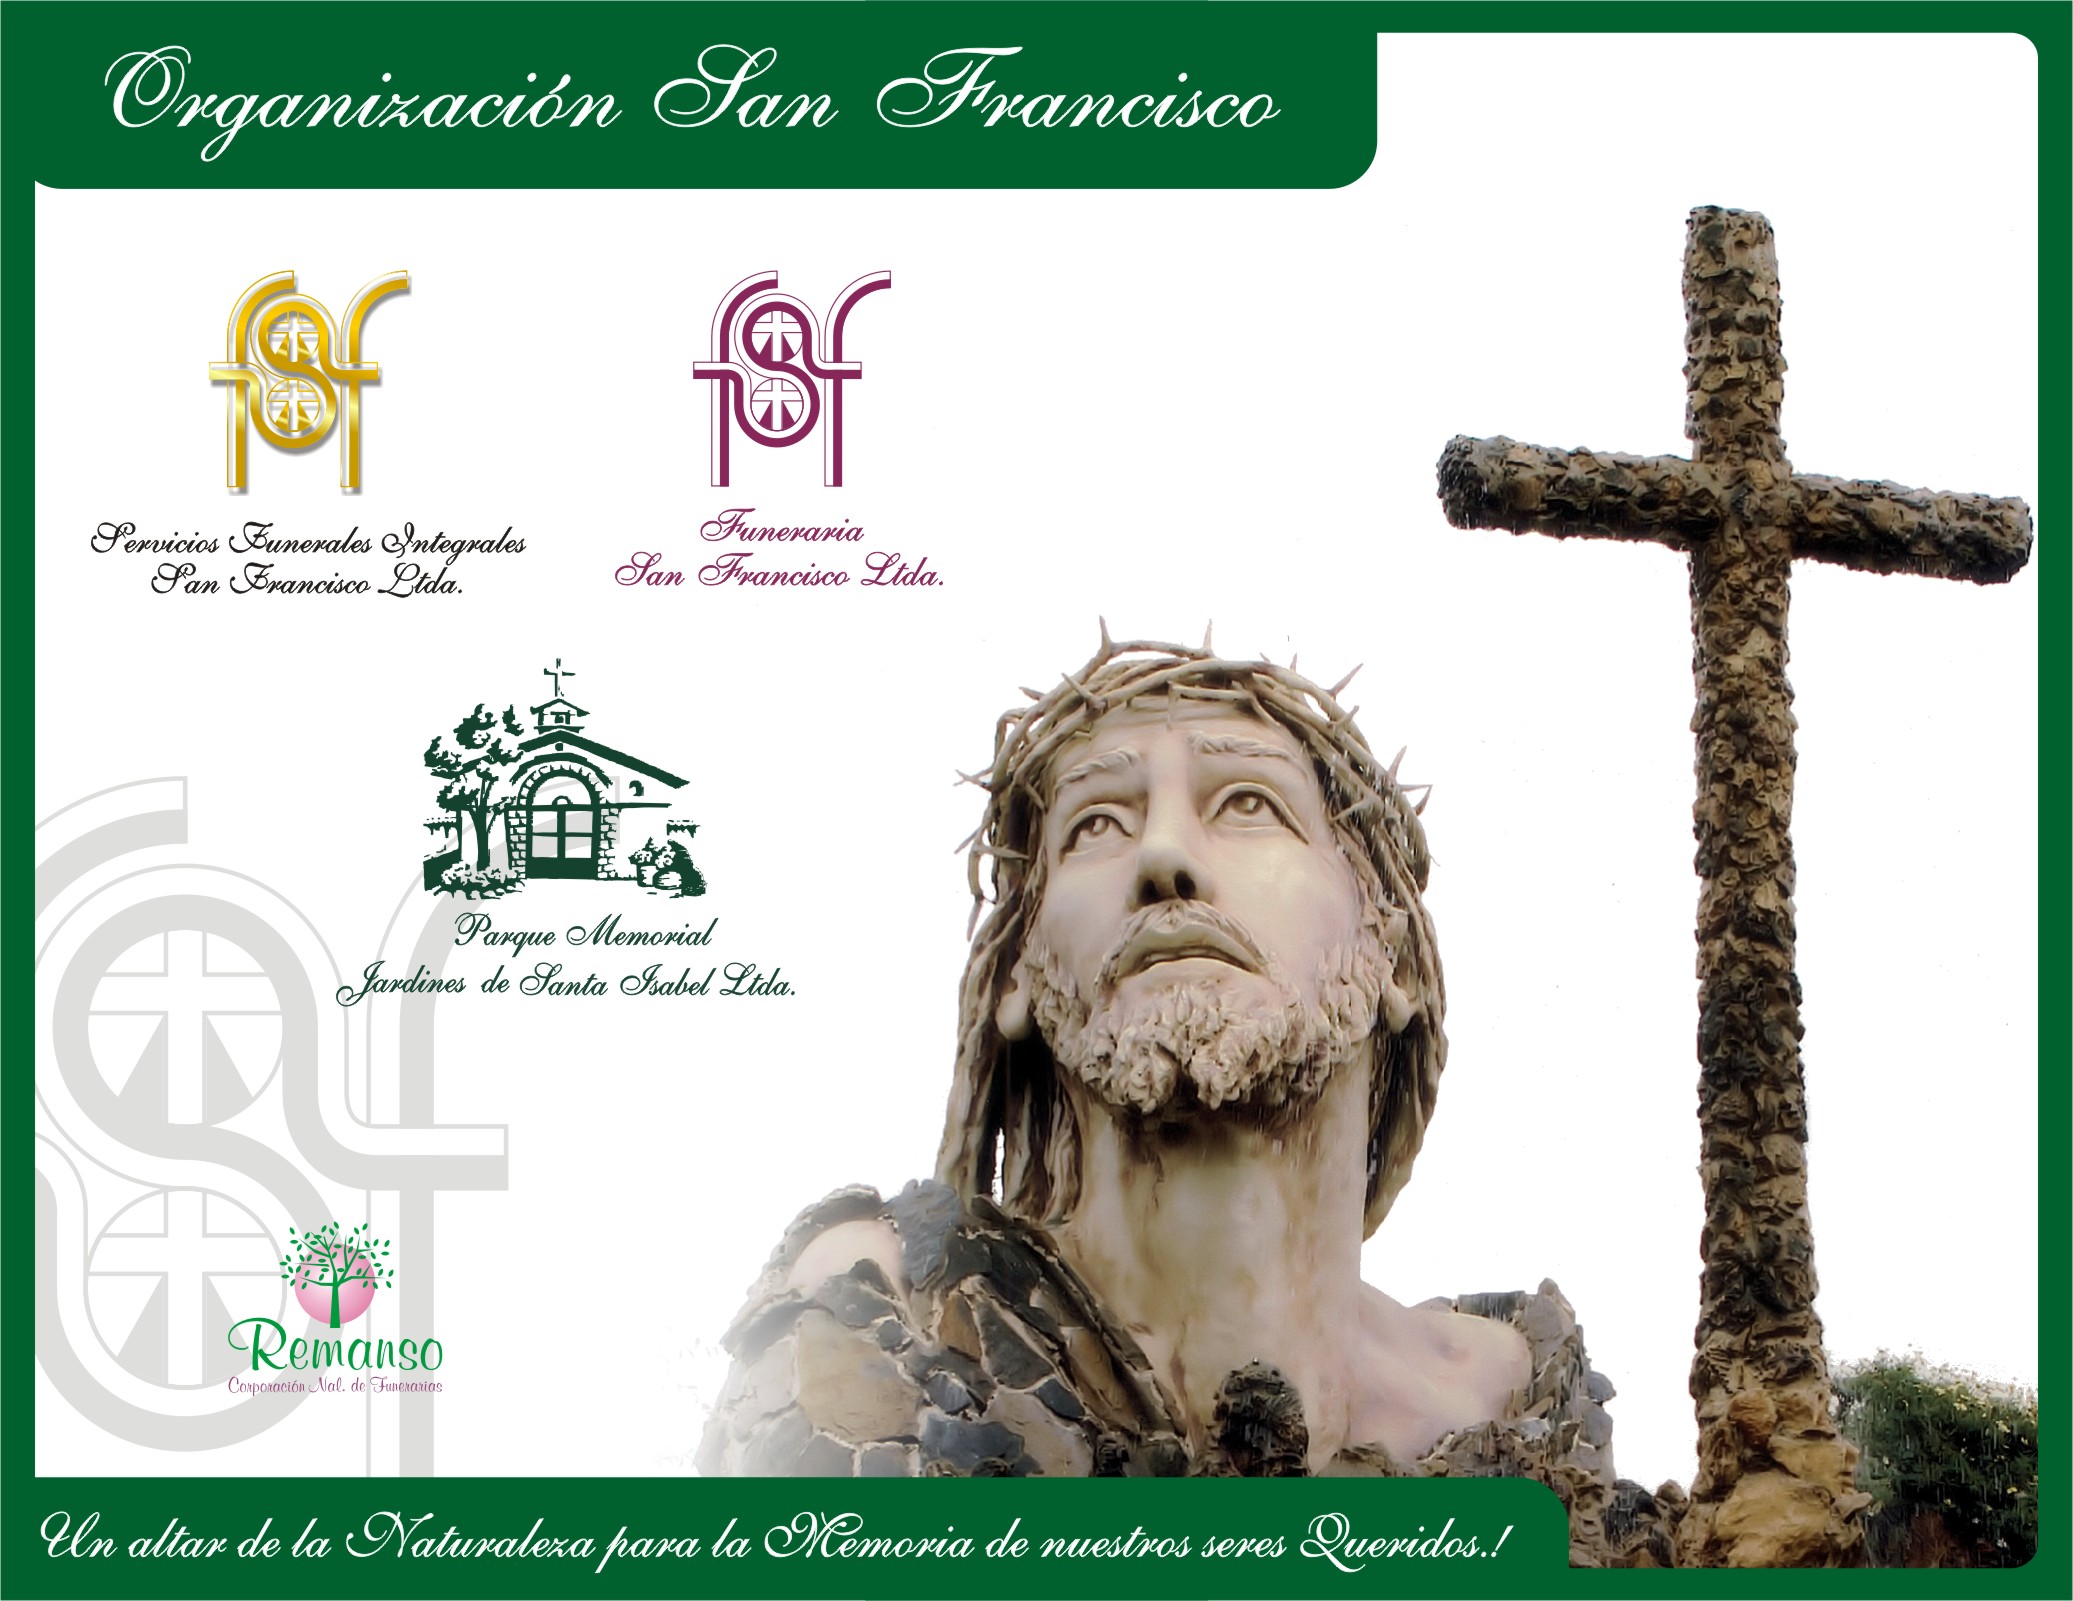 Organización San Francisco
Servicios Funerales Integrales
San Francisco Ltda.
Funeraria
San Francisco Ltda.
Parque Memorial
Jardines de Santa Isabel Ltda.
Remanso
Corporación Nal. de Funerarias
Un altar de la Naturaleza para la Memoria de nuestros seres Queridos.!